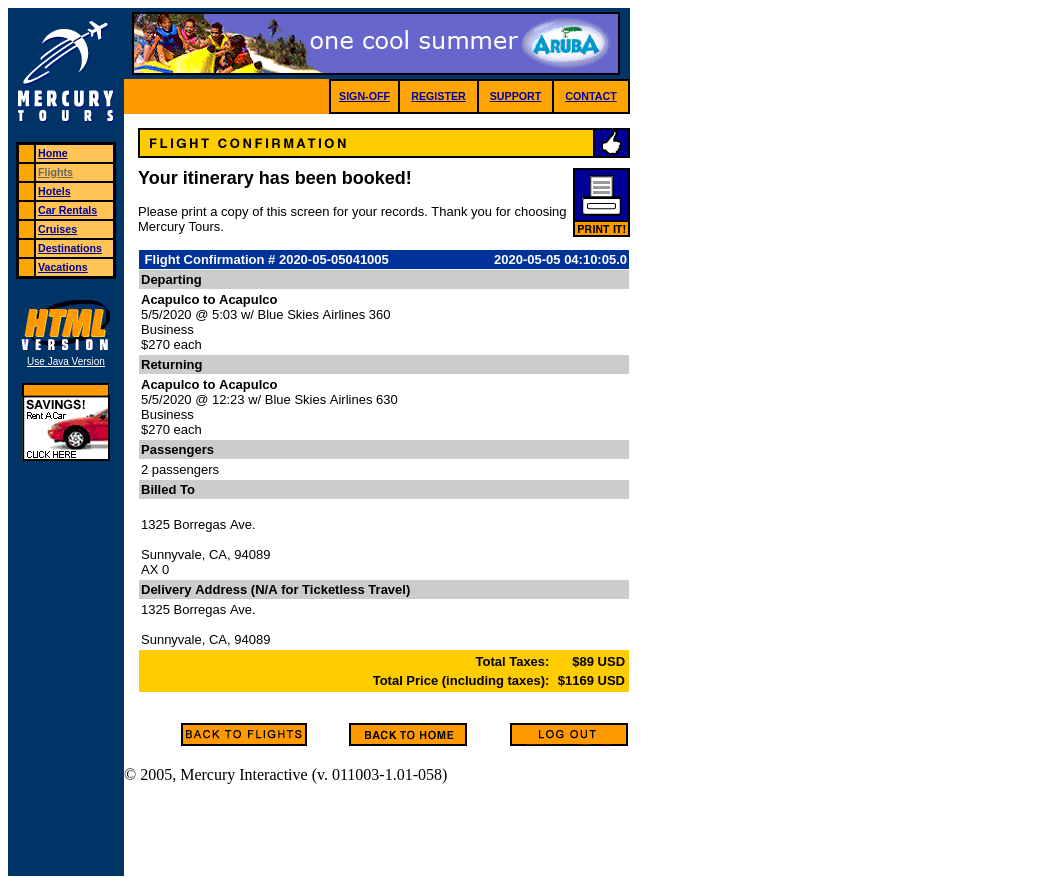 one cool summer ARUBA
MERCURY
TOURS
SIGN-OFF REGISTER SUPPORT CONTACT
Home
Flights
Hotels
Car Rentals
Cruises
Destinations
Vacations
HTML
VERSION
Use Java Version
SAVINGS!
Rent A Car
CLICK HERE
FLIGHT CONFIRMATION
Your itinerary has been booked!
PRINT IT!
Please print a copy of this screen for your records. Thank you for choosing
Mercury Tours.
Flight Confirmation # 2020-05-05041005 2020-05-05 04:10:05.0
Departing
Acapulco to Acapulco
5/5/2020 @ 5:03 w/ Blue Skies Airlines 360
Business
$270 each
Returning
Acapulco to Acapulco
5/5/2020 @ 12:23 w/ Blue Skies Airlines 630
Business
$270 each
Passengers
2 passengers
Billed To
1325 Borregas Ave.
Sunnyvale, CA, 94089
AX 0
Delivery Address (N/A for Ticketless Travel)
1325 Borregas Ave.
Sunnyvale, CA, 94089
Total Taxes: $89 USD
Total Price (including taxes): $1169 USD
BACK TO FLIGHTS BACK TO HOME LOG OUT
© 2005, Mercury Interactive (v. 011003-1.01-058)